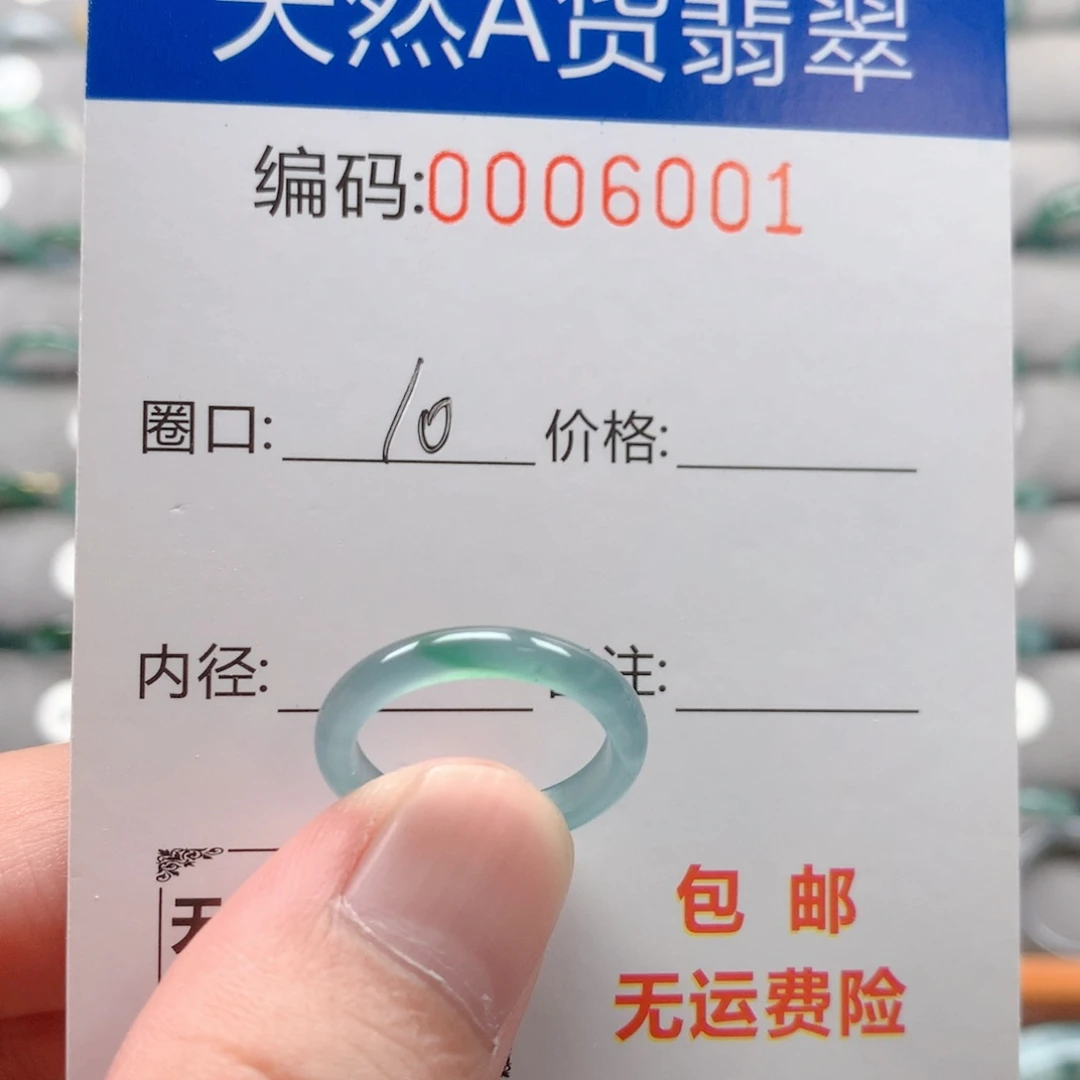 天然A货翡翠
编码:0006001
圈口: 10 价格:
内径: 注:
包邮
无运费险